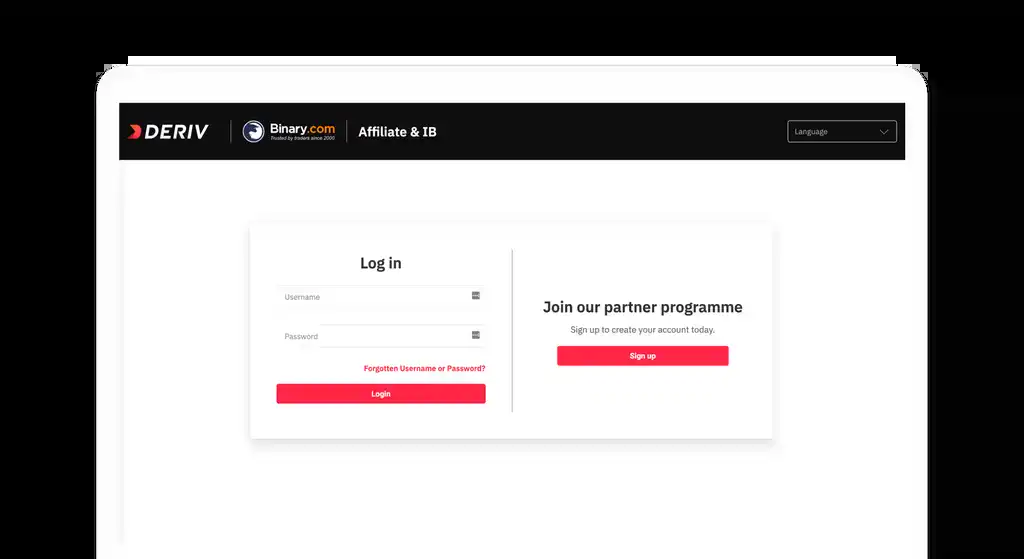 DERIV
Binary.com
Trusted by traders since 2000
Affiliate & IB
Language
Log in
Username
Password
Forgotten Username or Password?
Login
Join our partner programme
Sign up to create your account today.
Sign up